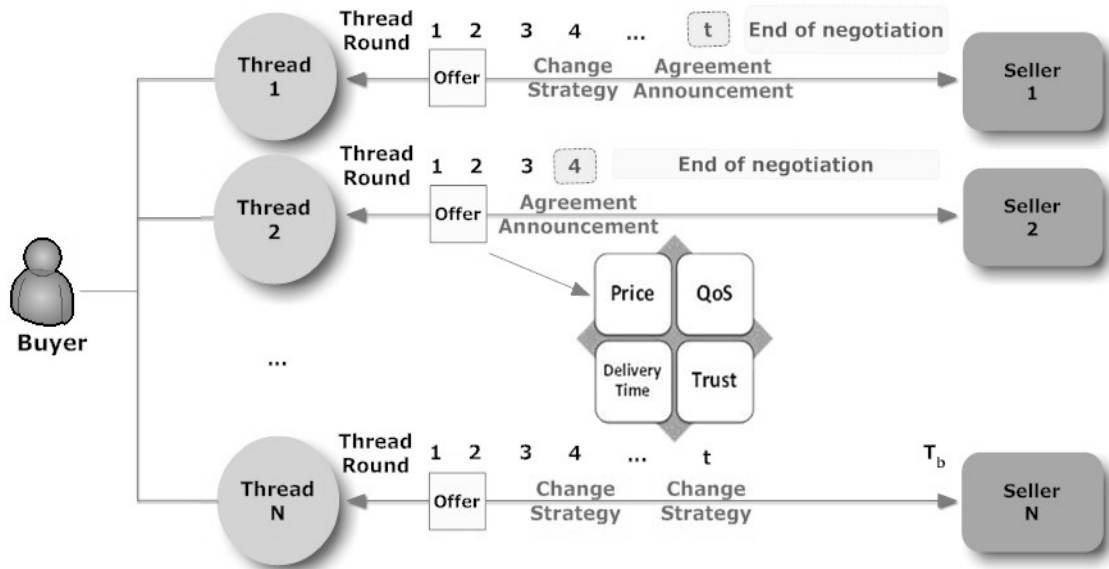 Thread Round 1 2 3 4 ... t End of negotiation
Thread 1
Offer
Change Strategy
Agreement Announcement
Seller 1
Thread Round 1 2 3 4 End of negotiation
Thread 2
Offer
Agreement Announcement
Seller 2
Buyer
Price
QoS
Delivery Time
Trust
...
Thread Round 1 2 3 4 ... t T_b
Thread N
Offer
Change Strategy
Change Strategy
Seller N